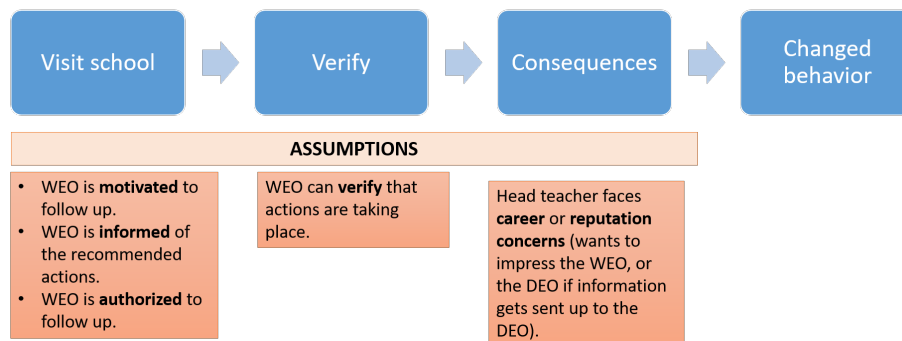 Visit school
Verify
Consequences
Changed
behavior
ASSUMPTIONS
• WEO is motivated to
follow up.
• WEO is informed of
the recommended
actions.
• WEO is authorized to
follow up.
WEO can verify that
actions are taking
place.
Head teacher faces
career or reputation
concerns (wants to
impress the WEO, or
the DEO if information
gets sent up to the
DEO).